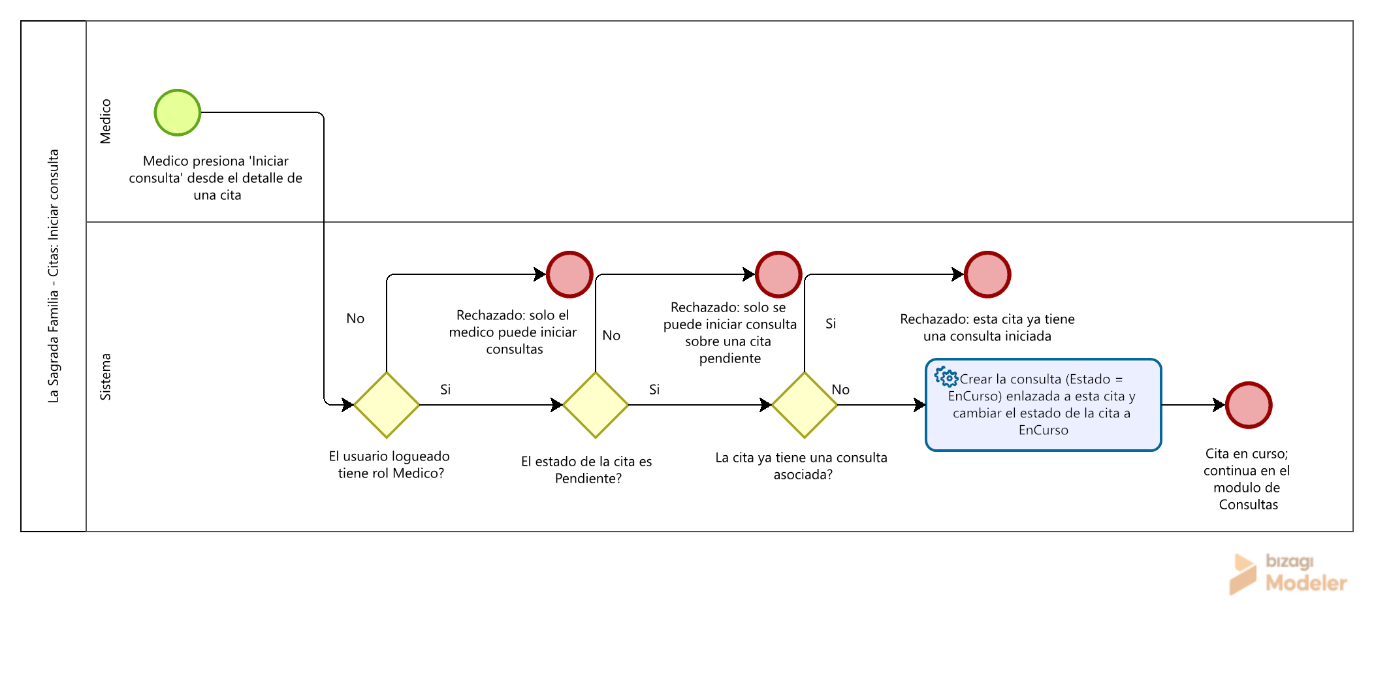 La Sagrada Familia - Citas: Iniciar consulta
Medico
Medico presiona 'Iniciar
consulta' desde el detalle de
una cita
Sistema
No
Rechazado: solo el
medico puede iniciar
consultas
No
Rechazado: solo se
puede iniciar consulta
sobre una cita
pendiente
Si
Rechazado: esta cita ya tiene
una consulta iniciada
Si
El usuario logueado
tiene rol Medico?
Si
El estado de la cita es
Pendiente?
No
La cita ya tiene una consulta
asociada?
Crear la consulta (Estado =
EnCurso) enlazada a esta cita y
cambiar el estado de la cita a
EnCurso
Cita en curso;
continua en el
modulo de
Consultas
bizagi
Modeler